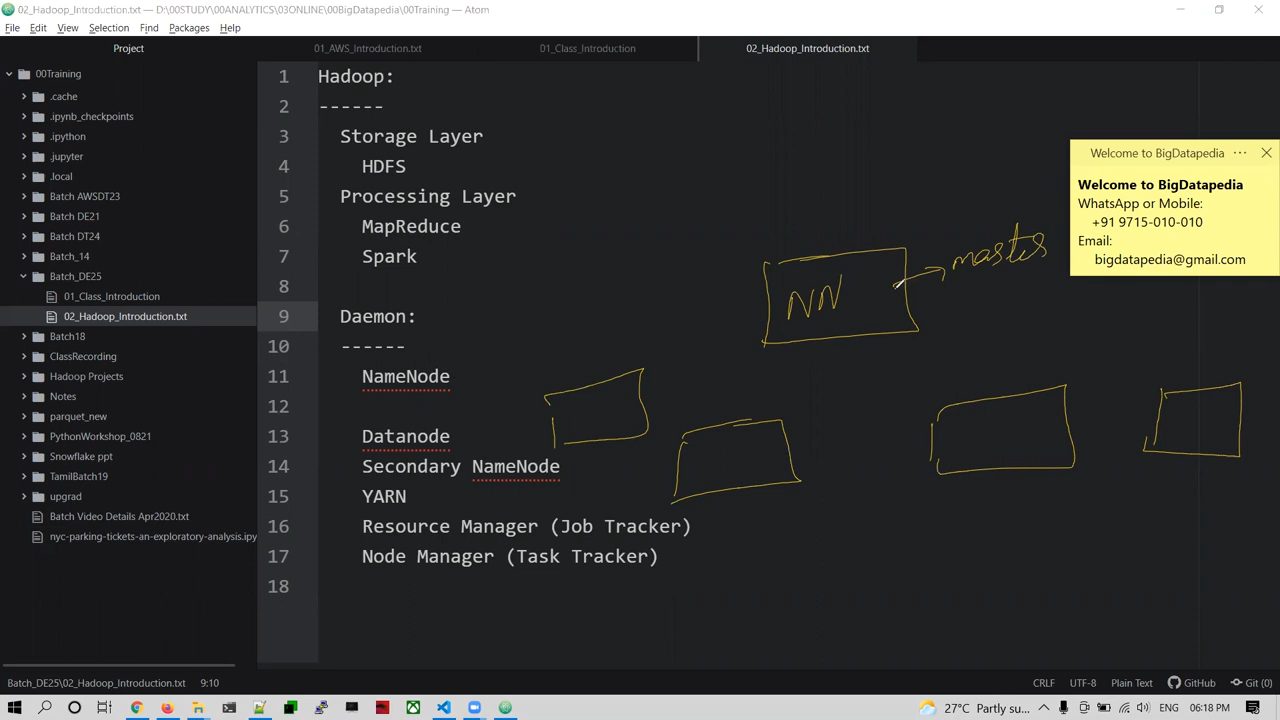 02_Hadoop_Introduction.txt — D:\00STUDY\00ANALYTICS\03ONLINE\00BigDatapedia\00Training — Atom
File Edit View Selection Find Packages Help
Project
01_AWS_Introduction.txt 01_Class_Introduction 02_Hadoop_Introduction.txt
00Training
.cache
.ipynb_checkpoints
.ipython
.jupyter
.local
Batch AWSDT23
Batch DE21
Batch DT24
Batch_14
Batch_DE25
01_Class_Introduction
02_Hadoop_Introduction.txt
Batch18
ClassRecording
Hadoop Projects
Notes
parquet_new
PythonWorkshop_0821
Snowflake ppt
TamilBatch19
upgrad
Batch Video Details Apr2020.txt
nyc-parking-tickets-an-exploratory-analysis.ipy
1 Hadoop:
2 ------
3 Storage Layer
4 HDFS
5 Processing Layer
6 MapReduce
7 Spark
8
9 Daemon:
10 ------
11 NameNode
12
13 Datanode
14 Secondary NameNode
15 YARN
16 Resource Manager (Job Tracker)
17 Node Manager (Task Tracker)
18
NN
master
Welcome to BigDatapedia ···
Welcome to BigDatapedia
WhatsApp or Mobile:
+91 9715-010-010
Email:
bigdatapedia@gmail.com
Batch_DE25\02_Hadoop_Introduction.txt 9:10 CRLF UTF-8 Plain Text GitHub Git (0)
27°C Partly su... ENG 06:18 PM